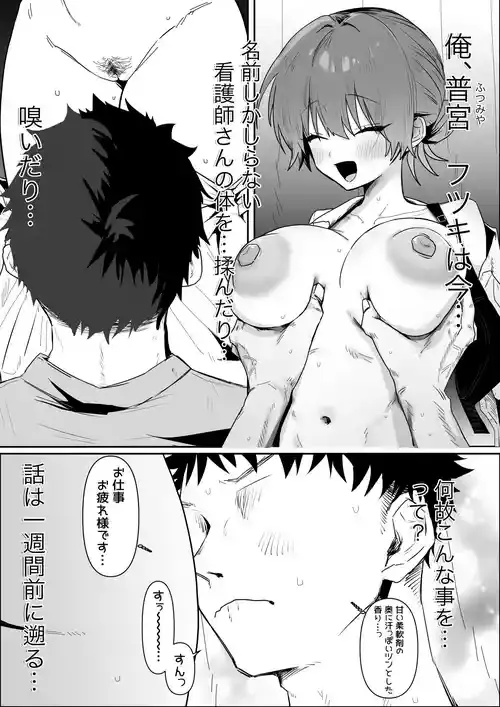 俺、普宮
ふつみや
フツキは今…
名前しかしらない
看護師さんの体を…揉んだり…
嗅いだり…
何故こんな事を…
って？
甘い柔軟剤の
奥に汗っぽいツンとした
香り…っ
お仕事
お疲れ様です…
すぅ〜〜〜〜…
すんっ
話は一週間前に遡る…